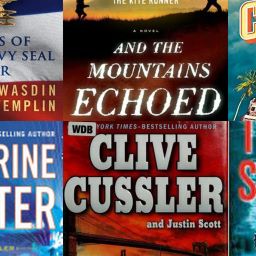 S OF
VY SEAL
R
WASDIN
EMPLIN
THE KITE RUNNER
A NOVEL
AND THE
MOUNTAINS
ECHOED
C
SELLING AUTHOR
RINE
TER
WDB YORK TIMES-BESTSELLING AUTHOR
CLIVE
CUSSLER
and Justin Scott
S